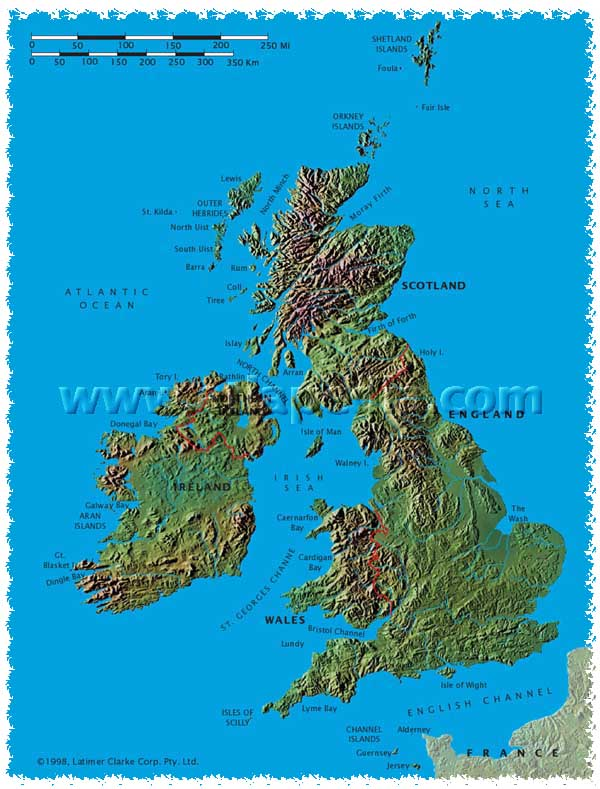 0 50 100 150 200 250 MI
0 50 100 150 200 250 300 350 Km
SHETLAND
ISLANDS
Foula
Fair Isle
ORKNEY
ISLANDS
Lewis
North Minch
OUTER
HEBRIDES
St. Kilda
North Uist
Moray Firth
NORTH
SEA
South Uist
Barra
Rum
Coll
Tiree
ATLANTIC
OCEAN
SCOTLAND
Firth of Forth
Islay
Arran
Holy I.
NORTH CHANNEL
Rathlin
Tory I.
Aran
ENGLAND
Donegal Bay
Isle of Man
Walney I.
IRISH
SEA
IRELAND
Galway Bay
ARAN
ISLANDS
Caernarfon
Bay
The
Wash
Cardigan
Bay
Gt.
Blasket I.
Dingle Bay
ST. GEORGES CHANNE
WALES
Bristol Channel
Lundy
Isle of Wight
ENGLISH CHANNEL
ISLES OF
SCILLY
Lyme Bay
CHANNEL
ISLANDS
Alderney
Guernsey
Jersey
FRANCE
©1998, Latimer Clarke Corp. Pty. Ltd.